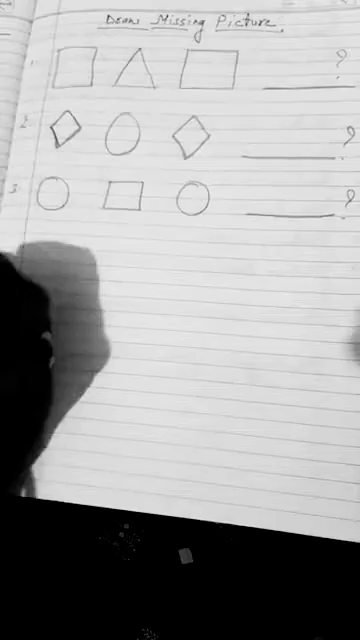 Draw Missing Picture.
1. ?
2. ?
3. ?